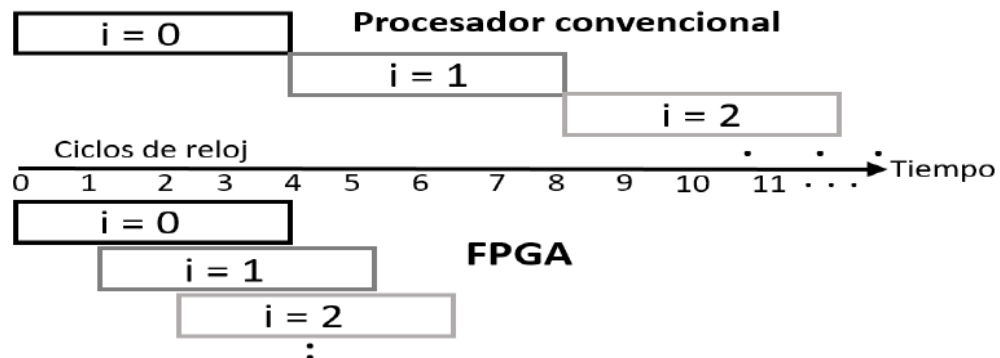 i = 0 Procesador convencional
i = 1
i = 2
Ciclos de reloj
. . .
Tiempo
0 1 2 3 4 5 6 7 8 9 10 11 . . .
i = 0
FPGA
i = 1
i = 2
: